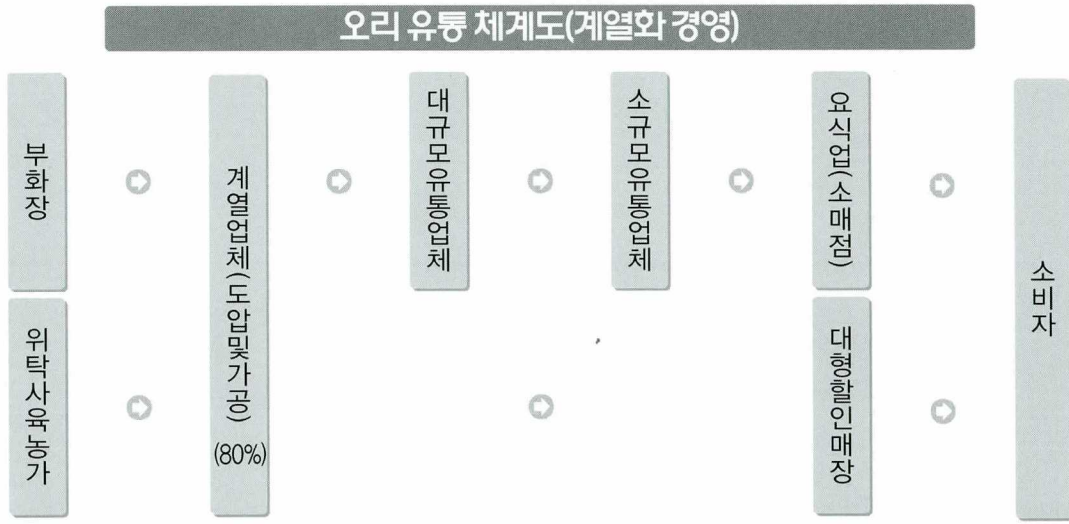 오리 유통 체계도(계열화 경영)
부화장
위탁사육농가
계열업체(도압및가공)
(80%)
대규모유통업체
소규모유통업체
요식업(소매점)
대형할인매장
소비자